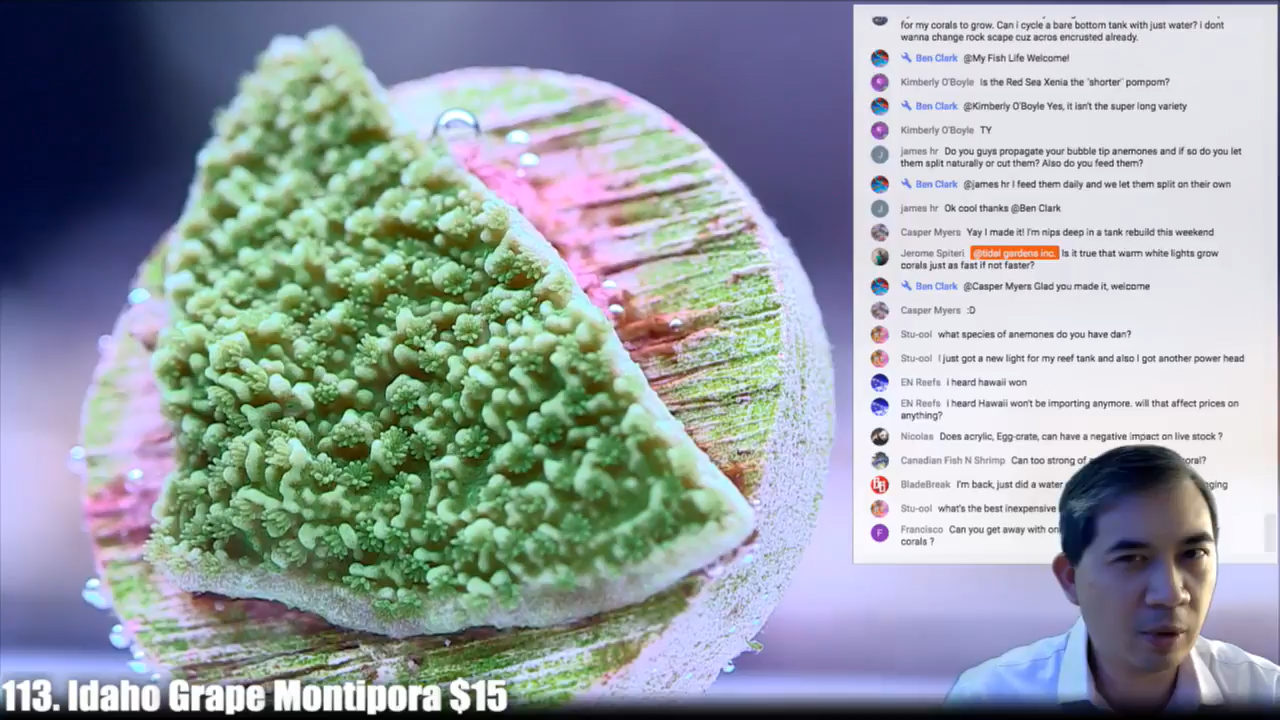 for my corals to grow. Can i cycle a bare bottom tank with just water? i dont
wanna change rock scape cuz acros encrusted already.
Ben Clark @My Fish Life Welcome!
Kimberly O'Boyle Is the Red Sea Xenia the "shorter" pompom?
Ben Clark @Kimberly O'Boyle Yes, it isn't the super long variety
Kimberly O'Boyle TY
J james hr Do you guys propagate your bubble tip anemones and if so do you let
them split naturally or cut them? Also do you feed them?
Ben Clark @james hr I feed them daily and we let them split on their own
J james hr Ok cool thanks @Ben Clark
Casper Myers Yay I made it! I'm nips deep in a tank rebuild this weekend
Jerome Spiteri @tidal gardens inc. Is it true that warm white lights grow
corals just as fast if not faster?
Ben Clark @Casper Myers Glad you made it, welcome
Casper Myers :D
Stu-ool what species of anemones do you have dan?
Stu-ool I just got a new light for my reef tank and also I got another power head
EN Reefs i heard hawaii won
EN Reefs i heard Hawaii won't be importing anymore. will that affect prices on
anything?
Nicolas Does acrylic, Egg-crate, can have a negative impact on live stock ?
Canadian Fish N Shrimp Can too strong of oral?
BladeBreak I'm back, just did a water nging
Stu-ool what's the best inexpensive
F Francisco Can you get away with on
corals ?
113. Idaho Grape Montipora $15